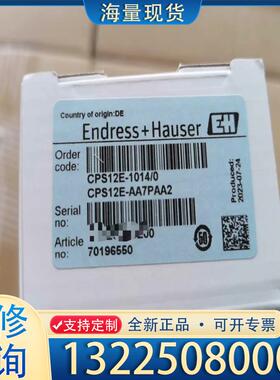 海量现货
Country of origin:DE
Endress+Hauser EH
Order code: CPS12E-1014/0
CPS12E-AA7PAA2
Serial no: E00
Article no: 70196550
Produced: 2023-07-24
修
询
支持定制 全新正品 可开专票
13225080000